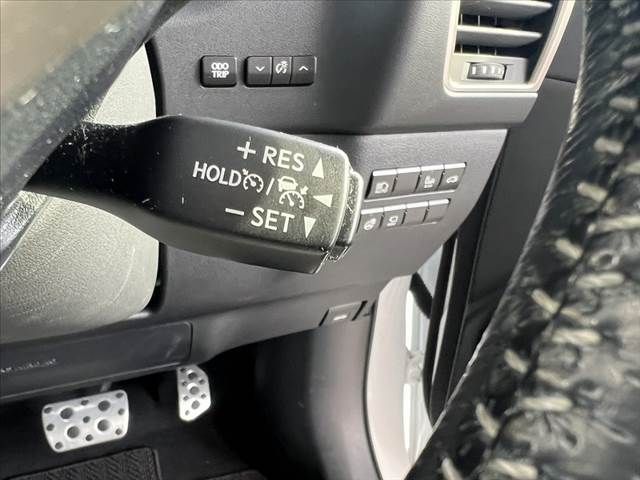 ODO
TRIP
+ RES
HOLD /
− SET